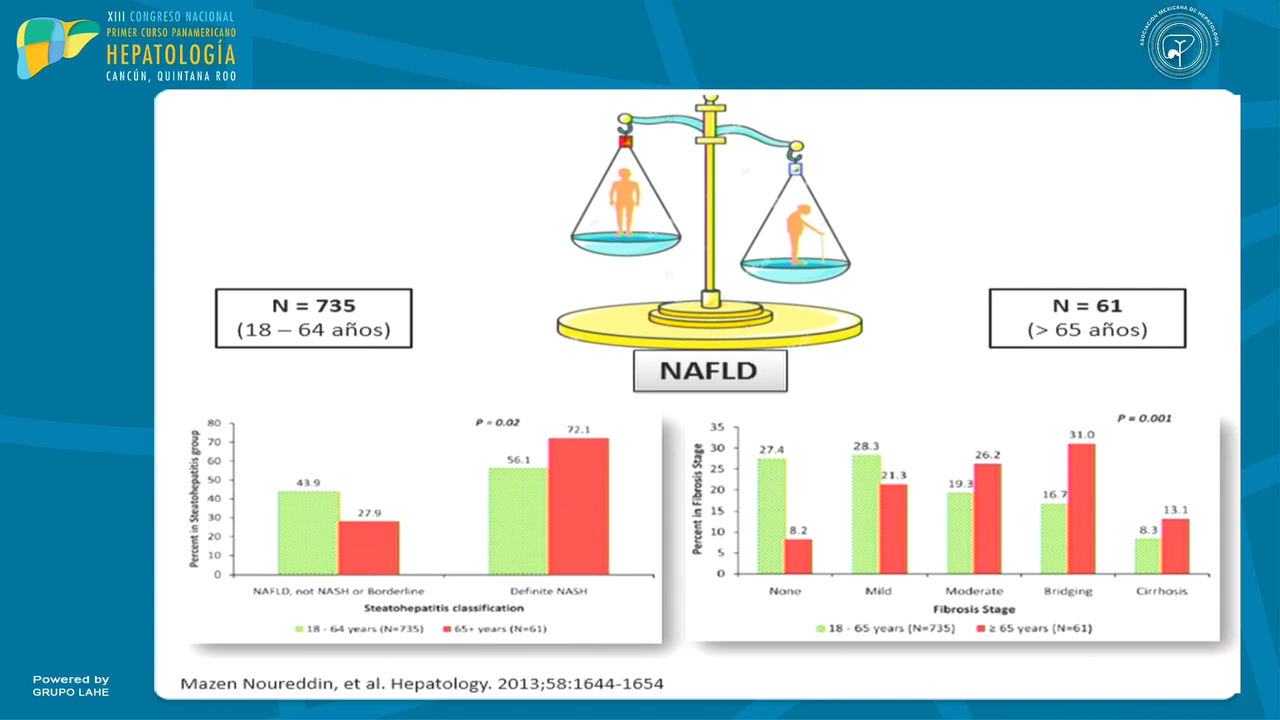 XIII CONGRESO NACIONAL
PRIMER CURSO PANAMERICANO
HEPATOLOGÍA
CANCÚN, QUINTANA ROO
ASOCIACIÓN MEXICANA DE HEPATOLOGÍA
N = 735
(18 – 64 años)
N = 61
(> 65 años)
NAFLD
P = 0.02
Percent in Steatohepatitis group
80
70
60
50
40
30
20
10
0
43.9
27.9
56.1
72.1
NAFLD, not NASH or Borderline
Definite NASH
Steatohepatitis classification
18 - 64 years (N=735)
65+ years (N=61)
P = 0.001
Percent in Fibrosis Stage
35
30
25
20
15
10
5
0
27.4
8.2
28.3
21.3
19.3
26.2
16.7
31.0
8.3
13.1
None
Mild
Moderate
Bridging
Cirrhosis
Fibrosis Stage
18 - 65 years (N=735)
≥ 65 years (N=61)
Mazen Noureddin, et al. Hepatology. 2013;58:1644-1654
Powered by
GRUPO LAHE